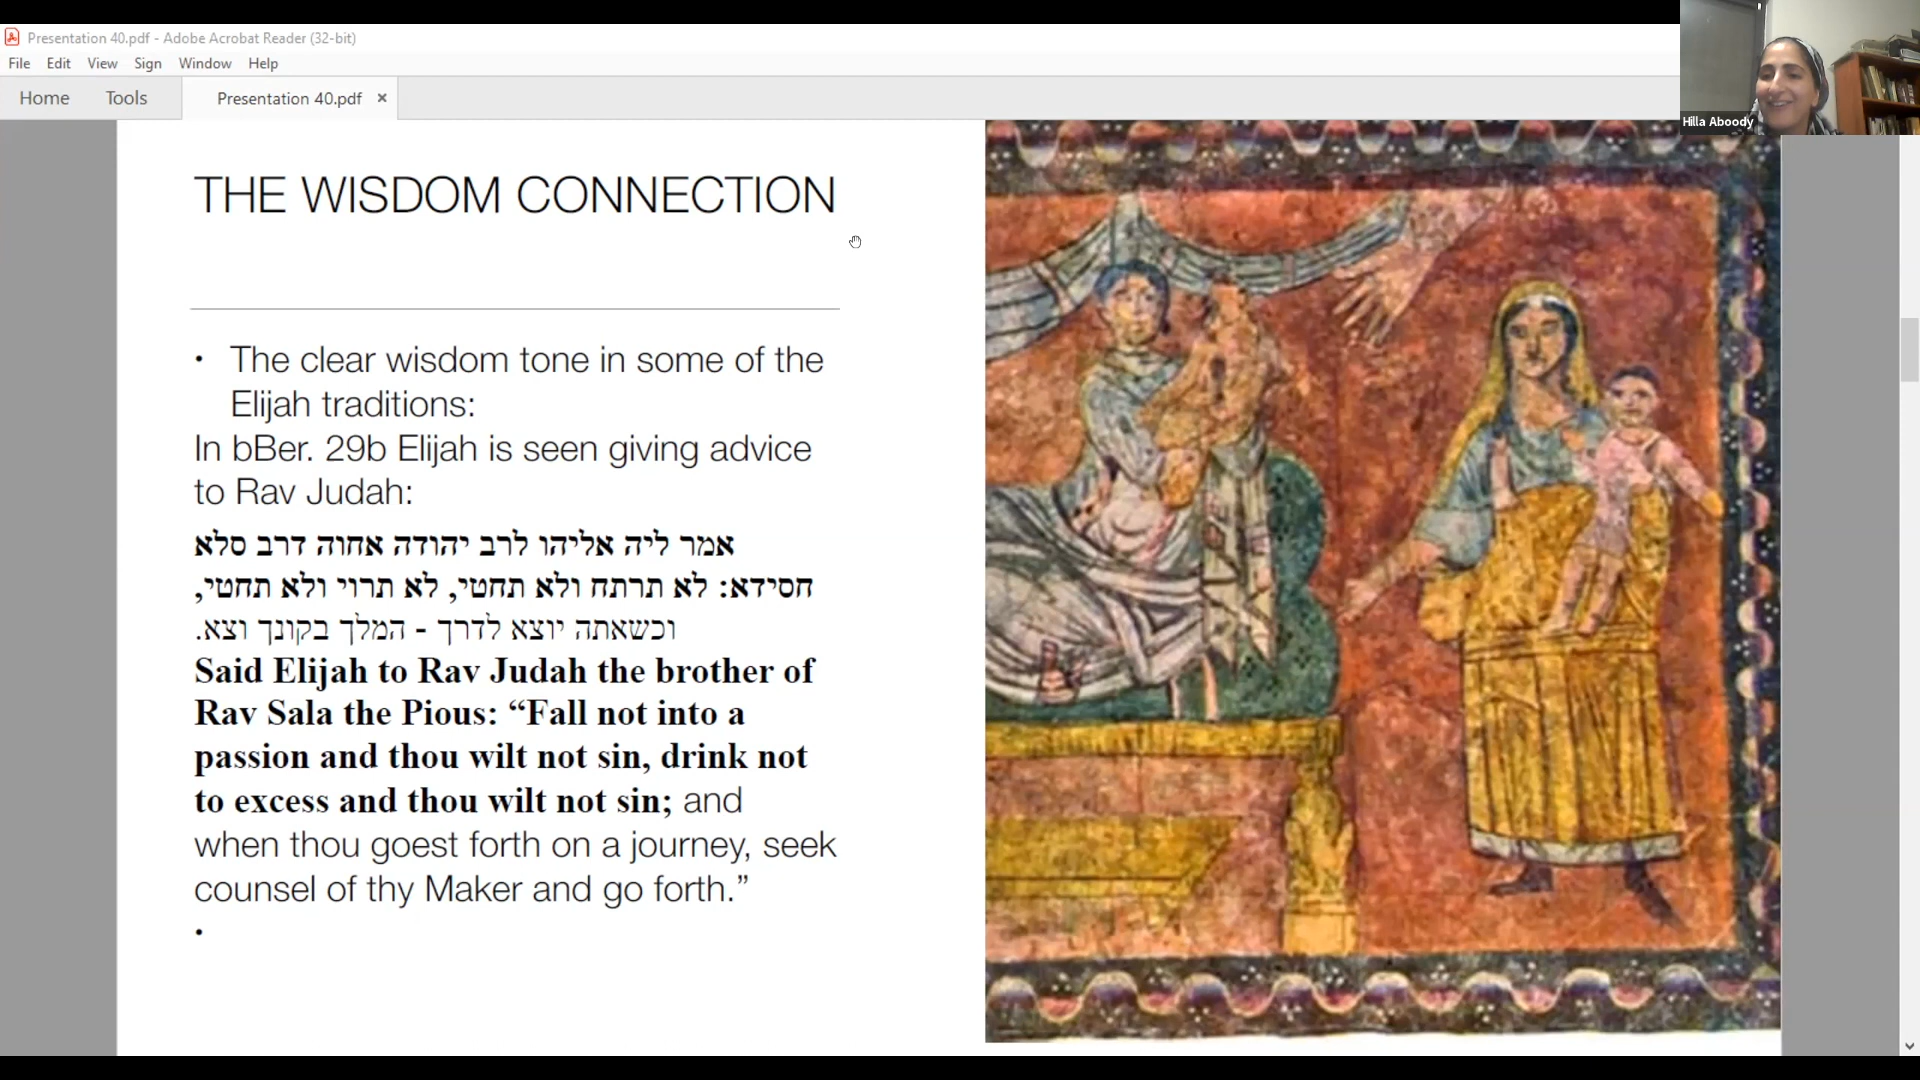 Presentation 40.pdf - Adobe Acrobat Reader (32-bit)
File Edit View Sign Window Help
Home Tools Presentation 40.pdf ×
Hilla Aboody
THE WISDOM CONNECTION
• The clear wisdom tone in some of the
Elijah traditions:
In bBer. 29b Elijah is seen giving advice
to Rav Judah:
אמר ליה אליהו לרב יהודה אחוה דרב סלא
חסידא: לא תרתח ולא תחטי, לא תרוי ולא תחטי,
וכשאתה יוצא לדרך - המלך בקונך וצא.
Said Elijah to Rav Judah the brother of
Rav Sala the Pious: “Fall not into a
passion and thou wilt not sin, drink not
to excess and thou wilt not sin; and
when thou goest forth on a journey, seek
counsel of thy Maker and go forth.”
•